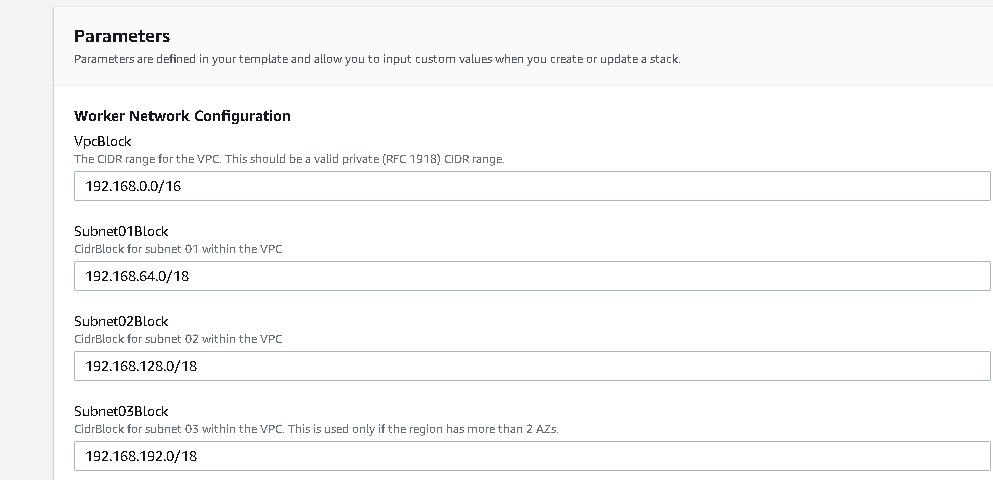 Parameters
Parameters are defined in your template and allow you to input custom values when you create or update a stack.
Worker Network Configuration
VpcBlock
The CIDR range for the VPC. This should be a valid private (RFC 1918) CIDR range.
192.168.0.0/16
Subnet01Block
CidrBlock for subnet 01 within the VPC
192.168.64.0/18
Subnet02Block
CidrBlock for subnet 02 within the VPC
192.168.128.0/18
Subnet03Block
CidrBlock for subnet 03 within the VPC. This is used only if the region has more than 2 AZs.
192.168.192.0/18